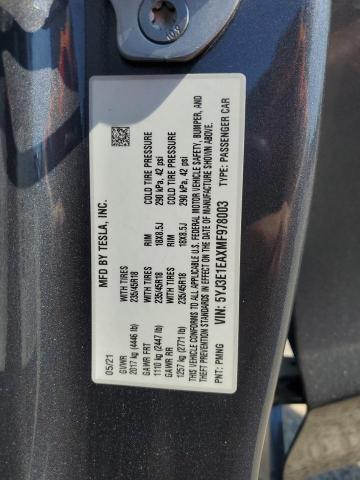 MFD BY TESLA, INC.
05/21
GVWR
2017 kg (4446 lb)
WITH TIRES
235/45R18
RIM
18X8.5J
COLD TIRE PRESSURE
290 kPa, 42 psi
GAWR FRT
1110 kg (2447 lb)
WITH TIRES
235/45R18
RIM
18X8.5J
COLD TIRE PRESSURE
290 kPa, 42 psi
GAWR RR
1257 kg (2771 lb)
THIS VEHICLE CONFORMS TO ALL APPLICABLE U.S. FEDERAL MOTOR VEHICLE SAFETY, BUMPER, AND
THEFT PREVENTION STANDARDS IN EFFECT ON THE DATE OF MANUFACTURE SHOWN ABOVE.
VIN: 5YJ3E1EAXMF978003
TYPE: PASSENGER CAR
PNT: PMNG